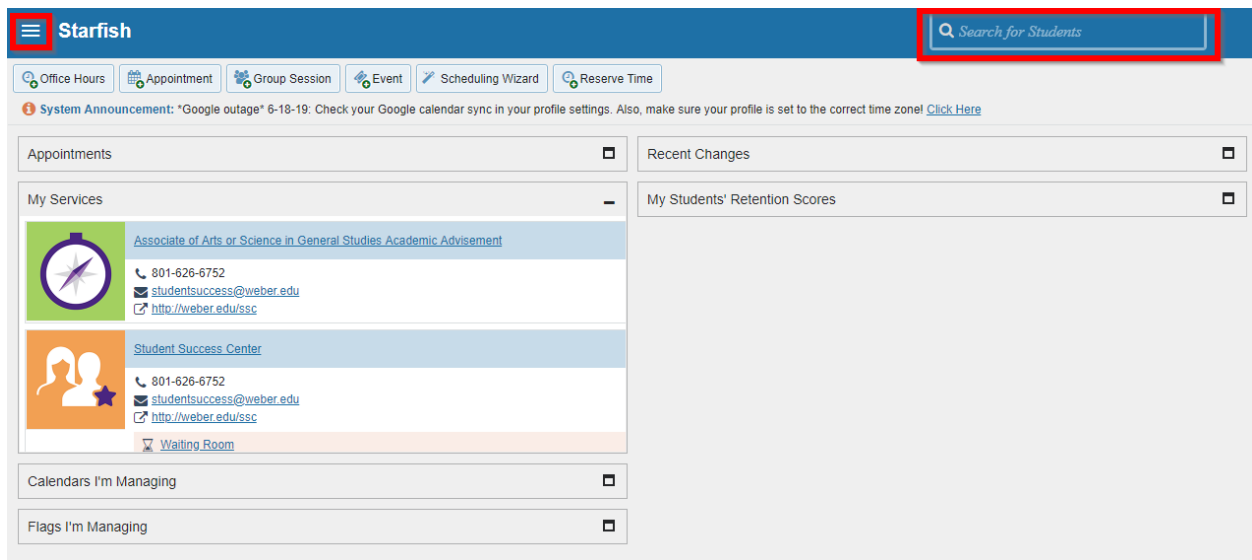 Starfish
Search for Students
Office Hours
Appointment
Group Session
Event
Scheduling Wizard
Reserve Time
System Announcement: *Google outage* 6-18-19: Check your Google calendar sync in your profile settings. Also, make sure your profile is set to the correct time zone! Click Here
Appointments
My Services
Associate of Arts or Science in General Studies Academic Advisement
801-626-6752
studentsuccess@weber.edu
http://weber.edu/ssc
Student Success Center
801-626-6752
studentsuccess@weber.edu
http://weber.edu/ssc
Waiting Room
Calendars I'm Managing
Flags I'm Managing
Recent Changes
My Students' Retention Scores